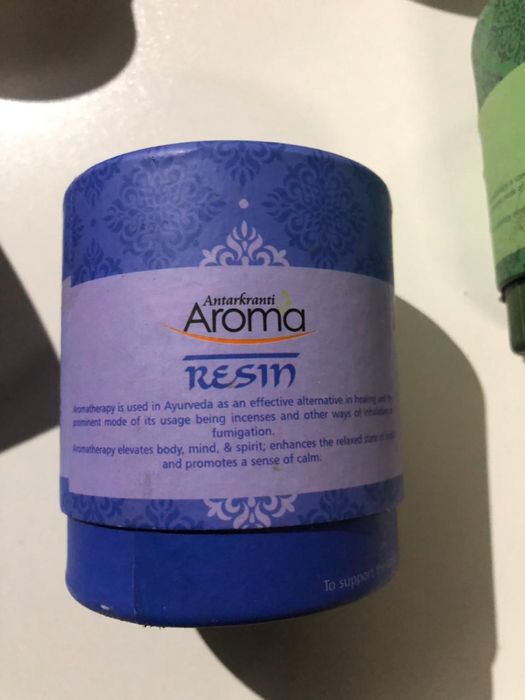 Antarkranti
Aroma
RESIN
Aromatherapy is used in Ayurveda as an effective alternative in healing and the
prominent mode of its usage being incenses and other ways of inhalation or
fumigation.
Aromatherapy elevates body, mind, & spirit; enhances the relaxed state of
and promotes a sense of calm.
To support